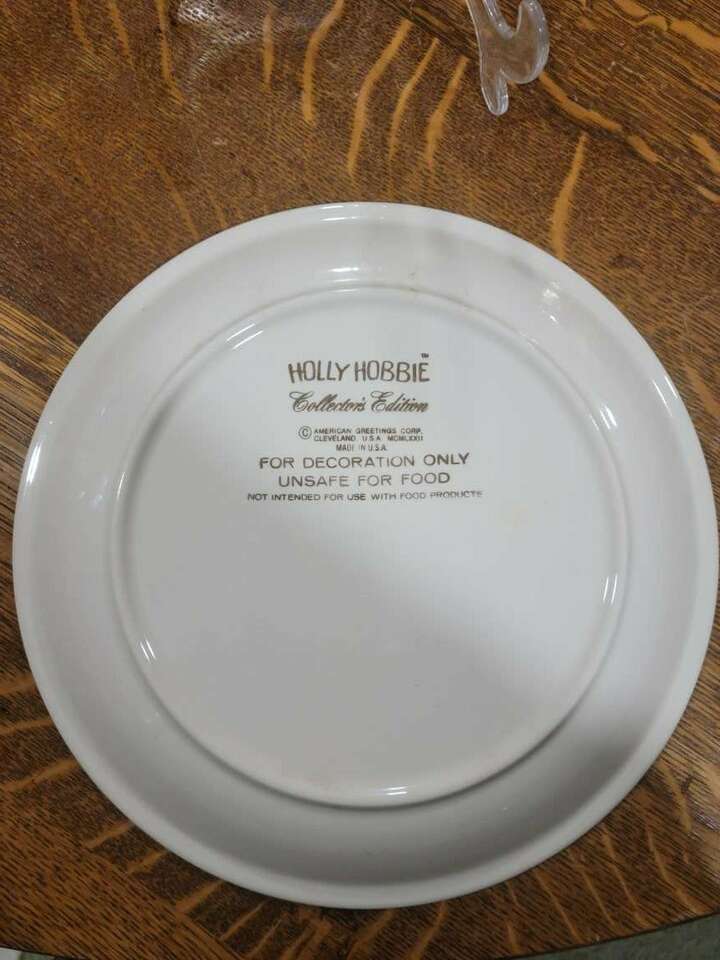 HOLLY HOBBIE™
Collector's Edition
© AMERICAN GREETINGS CORP.
CLEVELAND, U.S.A. MCMLXXII
MADE IN U.S.A.
FOR DECORATION ONLY
UNSAFE FOR FOOD
NOT INTENDED FOR USE WITH FOOD PRODUCTS